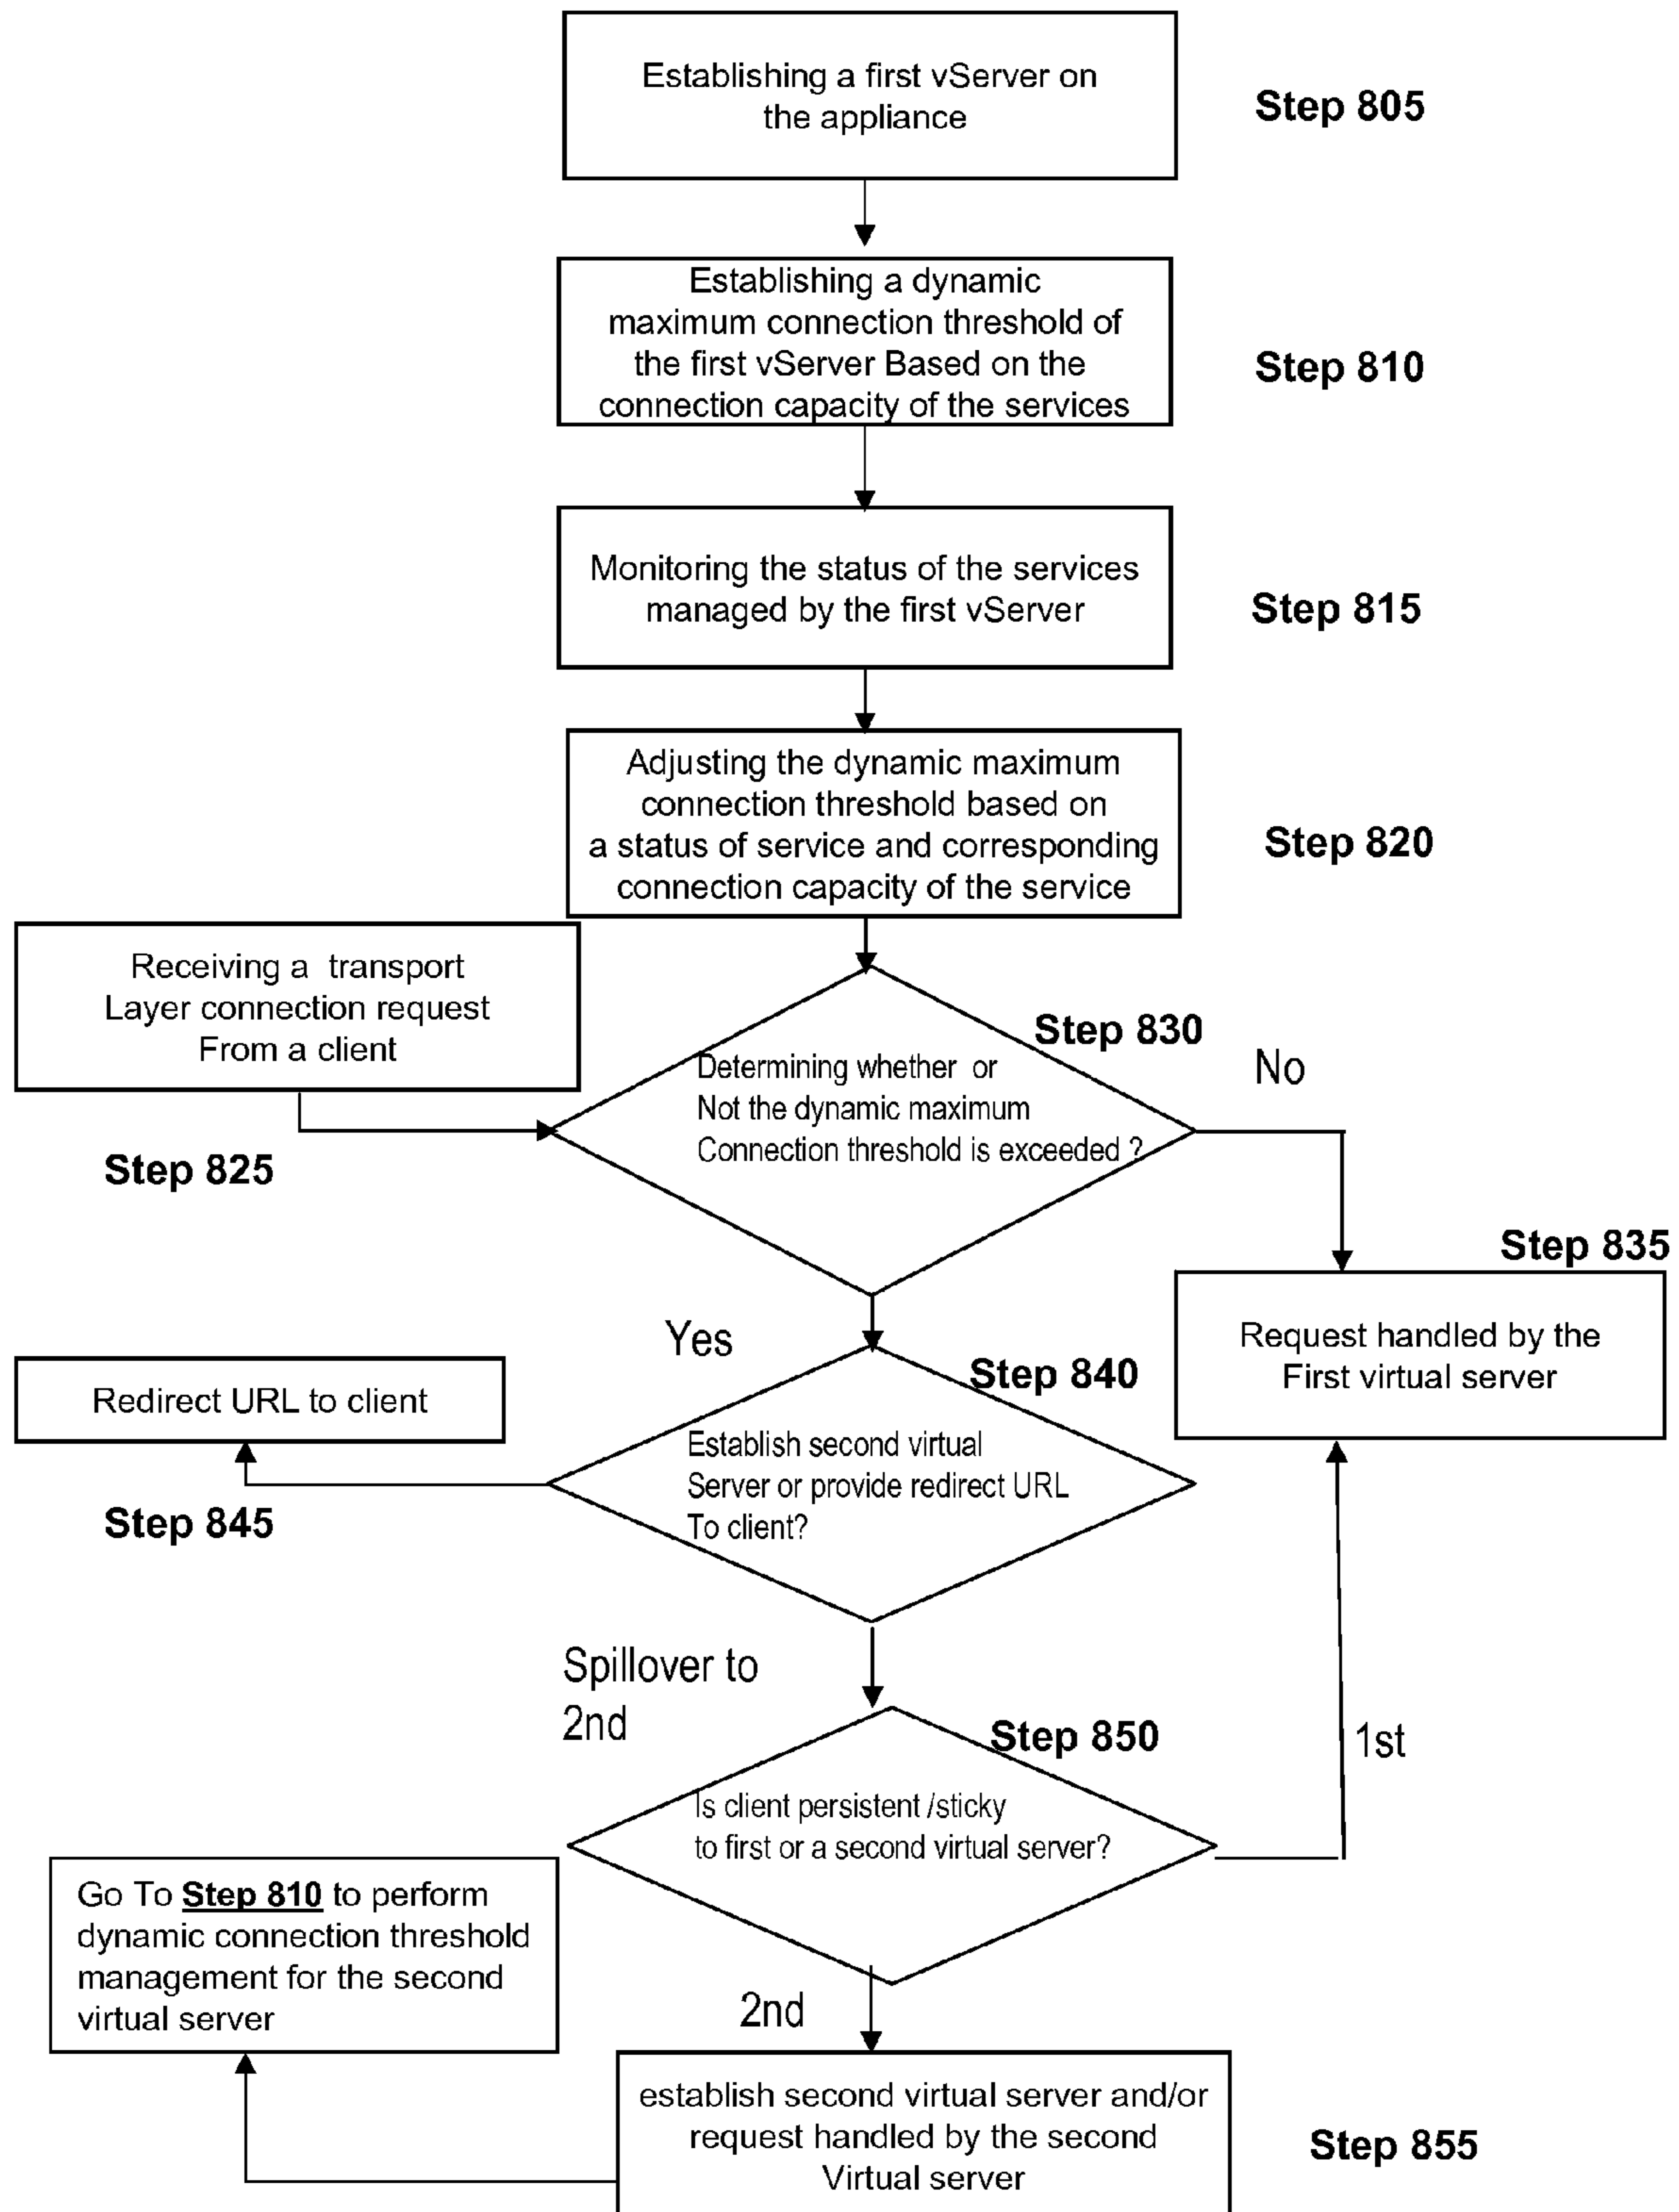 Establishing a first vServer on
the appliance
Step 805
Establishing a dynamic
maximum connection threshold of
the first vServer Based on the
connection capacity of the services
Step 810
Monitoring the status of the services
managed by the first vServer
Step 815
Adjusting the dynamic maximum
connection threshold based on
a status of service and corresponding
connection capacity of the service
Step 820
Receiving a transport
Layer connection request
From a client
Step 825
Step 830
Determining whether or
Not the dynamic maximum
Connection threshold is exceeded ?
No
Step 835
Request handled by the
First virtual server
Yes
Step 840
Establish second virtual
Server or provide redirect URL
To client?
Redirect URL to client
Step 845
Spillover to
2nd
Step 850
Is client persistent /sticky
to first or a second virtual server?
1st
2nd
Go To Step 810 to perform
dynamic connection threshold
management for the second
virtual server
establish second virtual server and/or
request handled by the second
Virtual server
Step 855